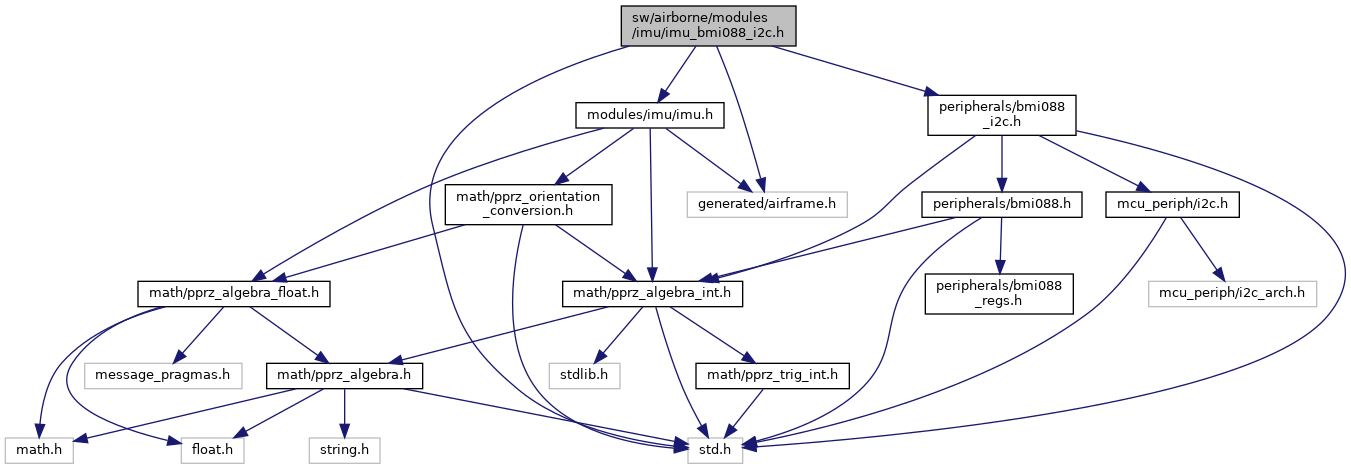 sw/airborne/modules
/imu/imu_bmi088_i2c.h
modules/imu/imu.h
peripherals/bmi088
_i2c.h
math/pprz_orientation
_conversion.h
generated/airframe.h
peripherals/bmi088.h
mcu_periph/i2c.h
math/pprz_algebra_float.h
math/pprz_algebra_int.h
peripherals/bmi088
_regs.h
mcu_periph/i2c_arch.h
message_pragmas.h
math/pprz_algebra.h
stdlib.h
math/pprz_trig_int.h
math.h
float.h
string.h
std.h